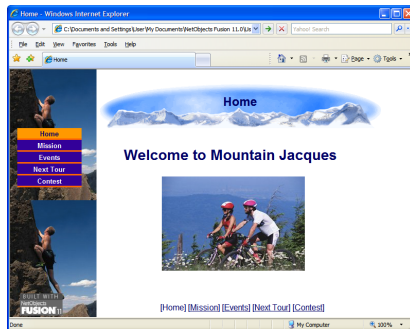 Home - Windows Internet Explorer
C:\Documents and Settings\User\My Documents\NetObjects Fusion 11.0\Us
Yahoo! Search
File Edit View Favorites Tools Help
Home
Page Tools
Home
Home
Mission
Events
Next Tour
Contest
Welcome to Mountain Jacques
BUILT WITH
NetObjects
FUSION 11
[Home] [Mission] [Events] [Next Tour] [Contest]
Done My Computer 100%